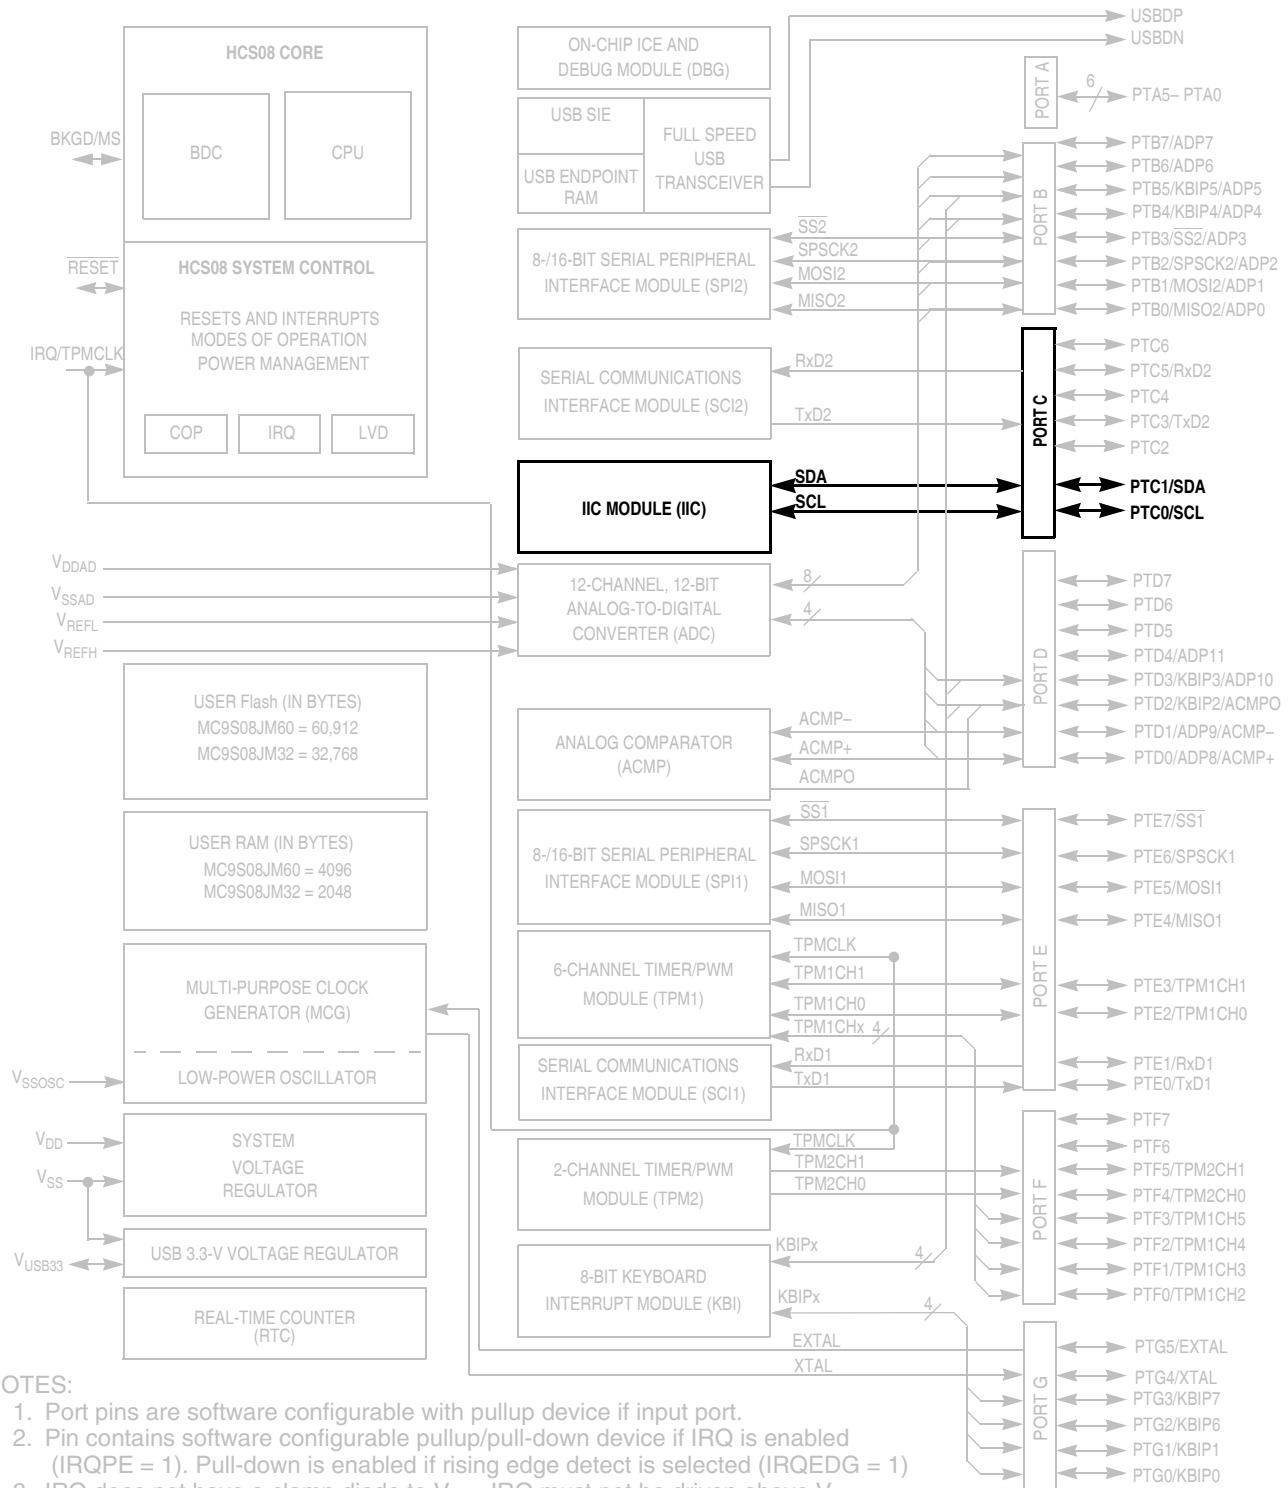 HCS08 CORE
BDC
CPU
BKGD/MS
HCS08 SYSTEM CONTROL
RESET
RESETS AND INTERRUPTS
MODES OF OPERATION
POWER MANAGEMENT
IRQ/TPMCLK
COP
IRQ
LVD
VDDAD
VSSAD
VREFL
VREFH
USER Flash (IN BYTES)
MC9S08JM60 = 60,912
MC9S08JM32 = 32,768
USER RAM (IN BYTES)
MC9S08JM60 = 4096
MC9S08JM32 = 2048
MULTI-PURPOSE CLOCK
GENERATOR (MCG)
LOW-POWER OSCILLATOR
VSSOSC
VDD
VSS
SYSTEM
VOLTAGE
REGULATOR
VUSB33
USB 3.3-V VOLTAGE REGULATOR
REAL-TIME COUNTER
(RTC)
ON-CHIP ICE AND
DEBUG MODULE (DBG)
USB SIE
USB ENDPOINT
RAM
FULL SPEED
USB
TRANSCEIVER
USBDP
USBDN
8-/16-BIT SERIAL PERIPHERAL
INTERFACE MODULE (SPI2)
SS2
SPSCK2
MOSI2
MISO2
SERIAL COMMUNICATIONS
INTERFACE MODULE (SCI2)
RxD2
TxD2
IIC MODULE (IIC)
SDA
SCL
12-CHANNEL, 12-BIT
ANALOG-TO-DIGITAL
CONVERTER (ADC)
8
4
ANALOG COMPARATOR
(ACMP)
ACMP–
ACMP+
ACMPO
8-/16-BIT SERIAL PERIPHERAL
INTERFACE MODULE (SPI1)
SS1
SPSCK1
MOSI1
MISO1
6-CHANNEL TIMER/PWM
MODULE (TPM1)
TPMCLK
TPM1CH1
TPM1CH0
TPM1CHx 4
SERIAL COMMUNICATIONS
INTERFACE MODULE (SCI1)
RxD1
TxD1
2-CHANNEL TIMER/PWM
MODULE (TPM2)
TPMCLK
TPM2CH1
TPM2CH0
8-BIT KEYBOARD
INTERRUPT MODULE (KBI)
KBIPx
4
KBIPx
4
EXTAL
XTAL
PORT A
6
PTA5– PTA0
PORT B
PTB7/ADP7
PTB6/ADP6
PTB5/KBIP5/ADP5
PTB4/KBIP4/ADP4
PTB3/SS2/ADP3
PTB2/SPSCK2/ADP2
PTB1/MOSI2/ADP1
PTB0/MISO2/ADP0
PORT C
PTC6
PTC5/RxD2
PTC4
PTC3/TxD2
PTC2
PTC1/SDA
PTC0/SCL
PORT D
PTD7
PTD6
PTD5
PTD4/ADP11
PTD3/KBIP3/ADP10
PTD2/KBIP2/ACMPO
PTD1/ADP9/ACMP–
PTD0/ADP8/ACMP+
PORT E
PTE7/SS1
PTE6/SPSCK1
PTE5/MOSI1
PTE4/MISO1
PTE3/TPM1CH1
PTE2/TPM1CH0
PTE1/RxD1
PTE0/TxD1
PORT F
PTF7
PTF6
PTF5/TPM2CH1
PTF4/TPM2CH0
PTF3/TPM1CH5
PTF2/TPM1CH4
PTF1/TPM1CH3
PTF0/TPM1CH2
PORT G
PTG5/EXTAL
PTG4/XTAL
PTG3/KBIP7
PTG2/KBIP6
PTG1/KBIP1
PTG0/KBIP0
OTES:
1. Port pins are software configurable with pullup device if input port.
2. Pin contains software configurable pullup/pull-down device if IRQ is enabled
(IRQPE = 1). Pull-down is enabled if rising edge detect is selected (IRQEDG = 1)
3. IRQ does not have a clamp diode to V IRQ must not be driven above V